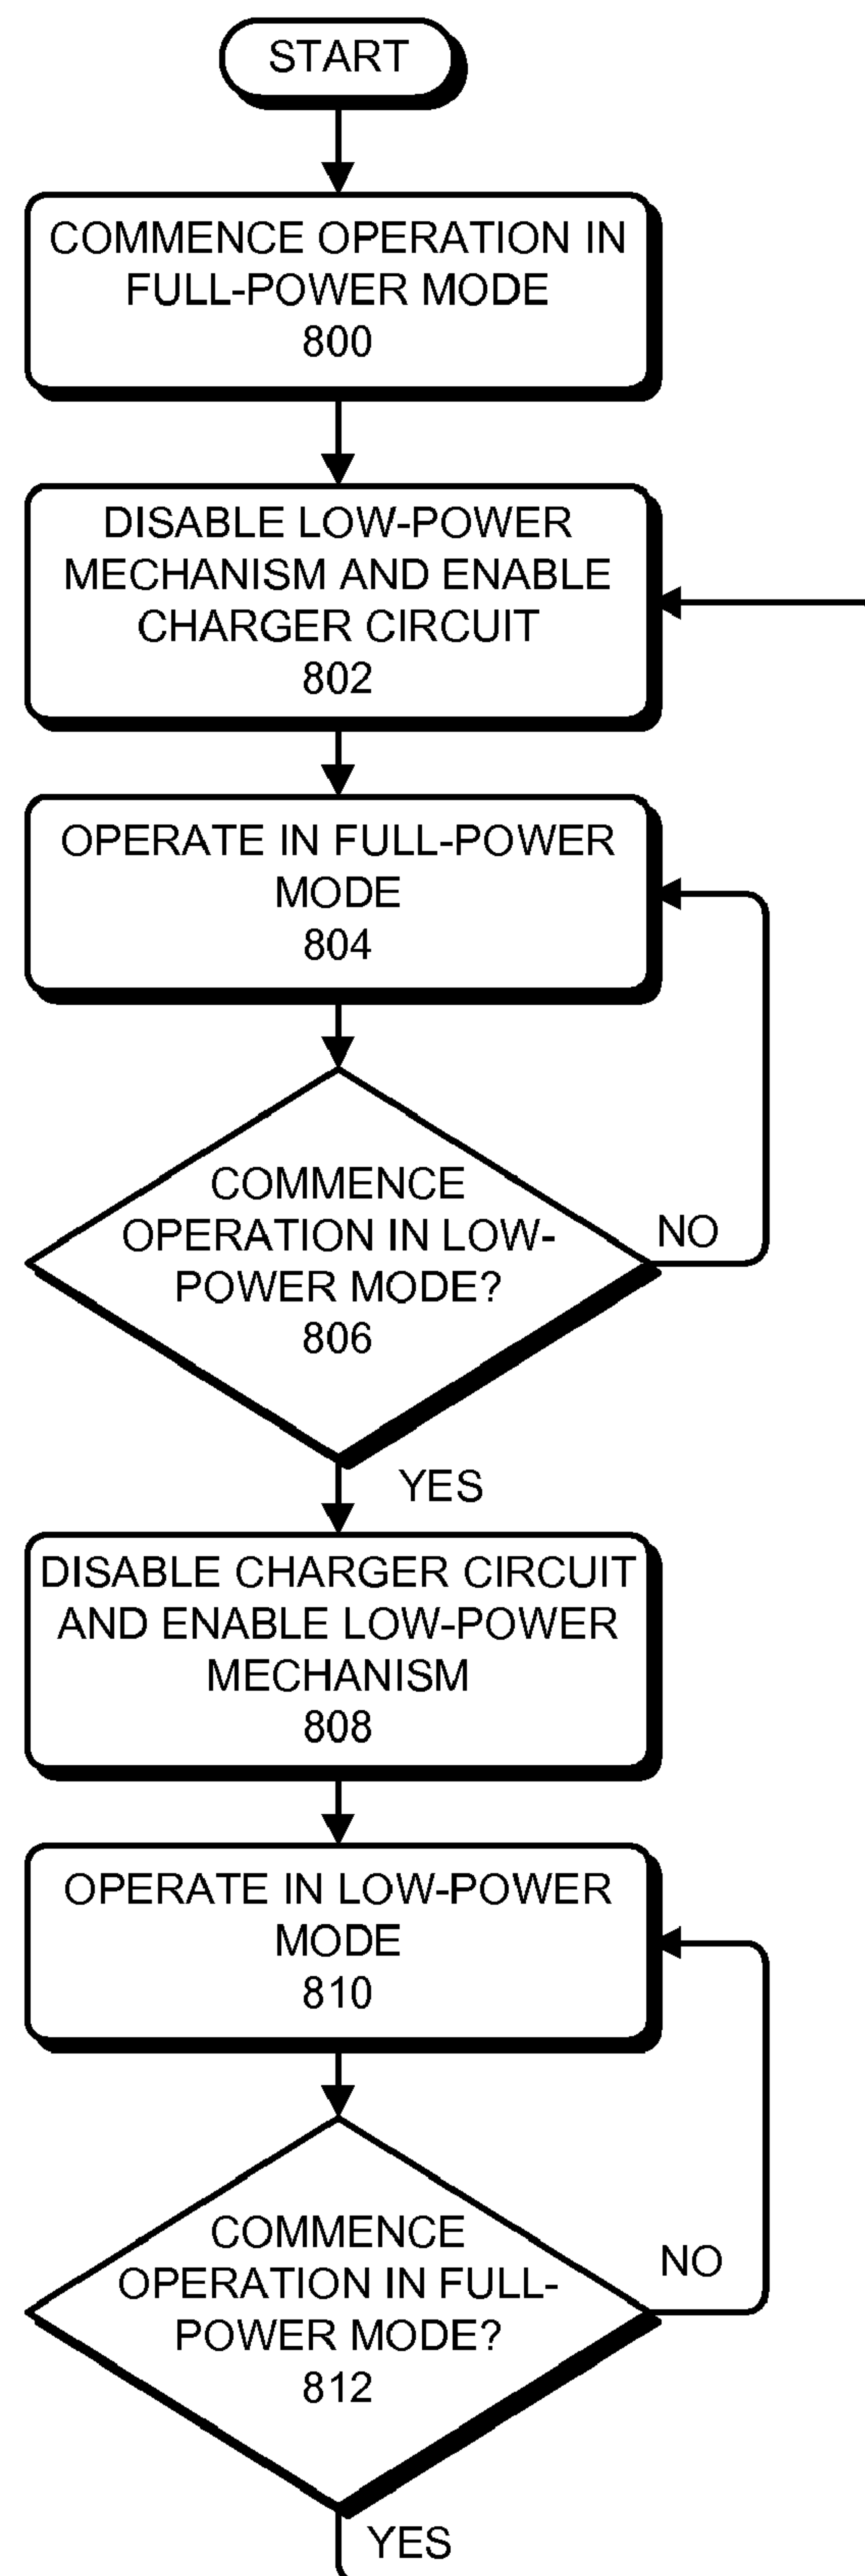 START
COMMENCE OPERATION IN
FULL-POWER MODE
800
DISABLE LOW-POWER
MECHANISM AND ENABLE
CHARGER CIRCUIT
802
OPERATE IN FULL-POWER
MODE
804
COMMENCE
OPERATION IN LOW-
POWER MODE?
806
NO
YES
DISABLE CHARGER CIRCUIT
AND ENABLE LOW-POWER
MECHANISM
808
OPERATE IN LOW-POWER
MODE
810
COMMENCE
OPERATION IN FULL-
POWER MODE?
812
NO
YES